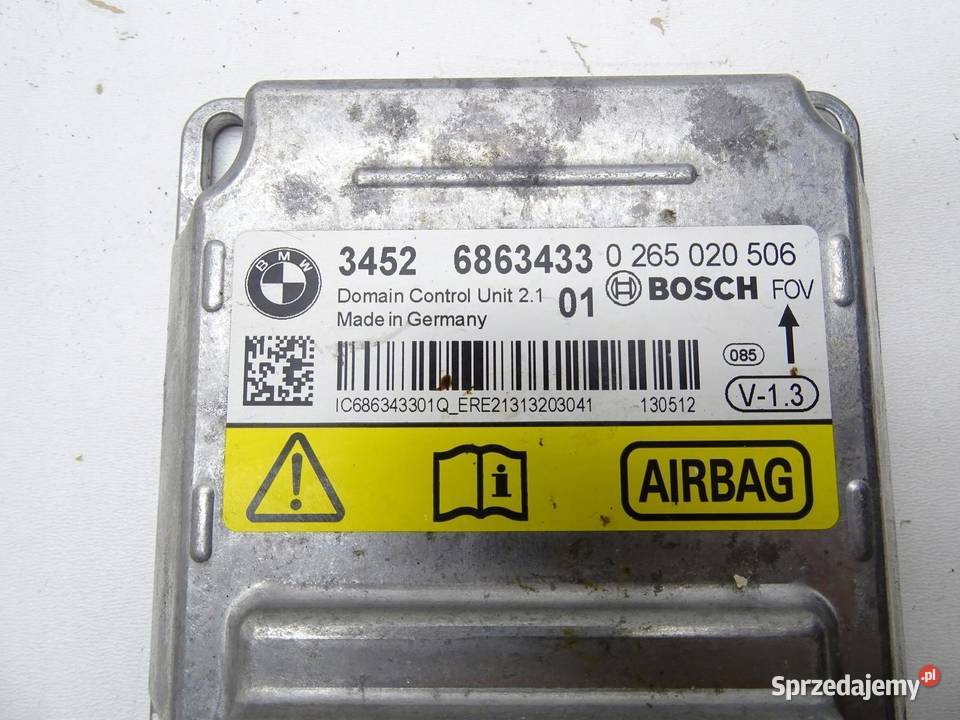 BMW
3452 6863433 0 265 020 506
Domain Control Unit 2.1 01 BOSCH FOV
Made in Germany
085
IC686343301Q_ERE21313203041 130512
V-1.3
AIRBAG
Sprzedajemy.pl